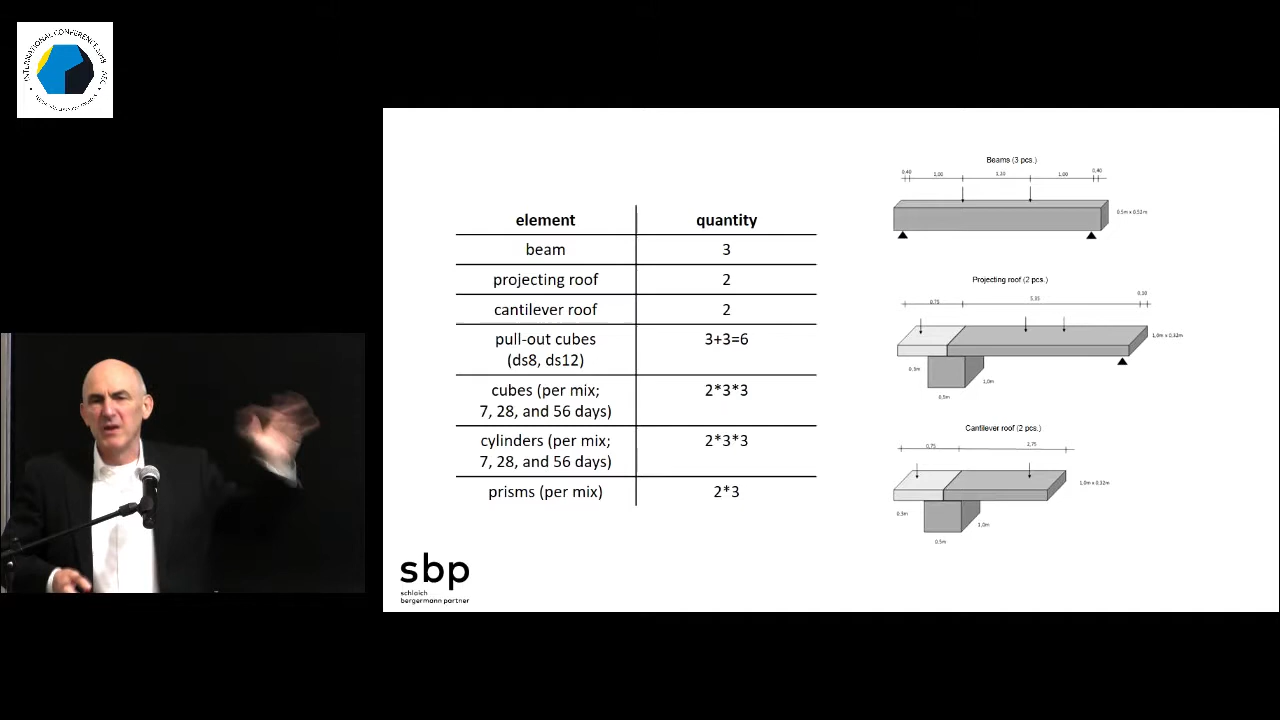 INTERNATIONAL CONFERENCE
element quantity
beam 3
projecting roof 2
cantilever roof 2
pull-out cubes 3+3=6
(ds8, ds12)
cubes (per mix; 2*3*3
7, 28, and 56 days)
cylinders (per mix; 2*3*3
7, 28, and 56 days)
prisms (per mix) 2*3
Beams (3 pcs.)
0,40 1,00 1,00 0,40
0.5m x 0.52m
Projecting roof (2 pcs.)
0,75 5,35 0,20
1,0m x 0,32m
0,3m
1,0m
0,5m
Cantilever roof (2 pcs.)
0,75 2,75
1,0m x 0,32m
0,3m
1,0m
0,5m
sbp
schlaich
bergermann partner